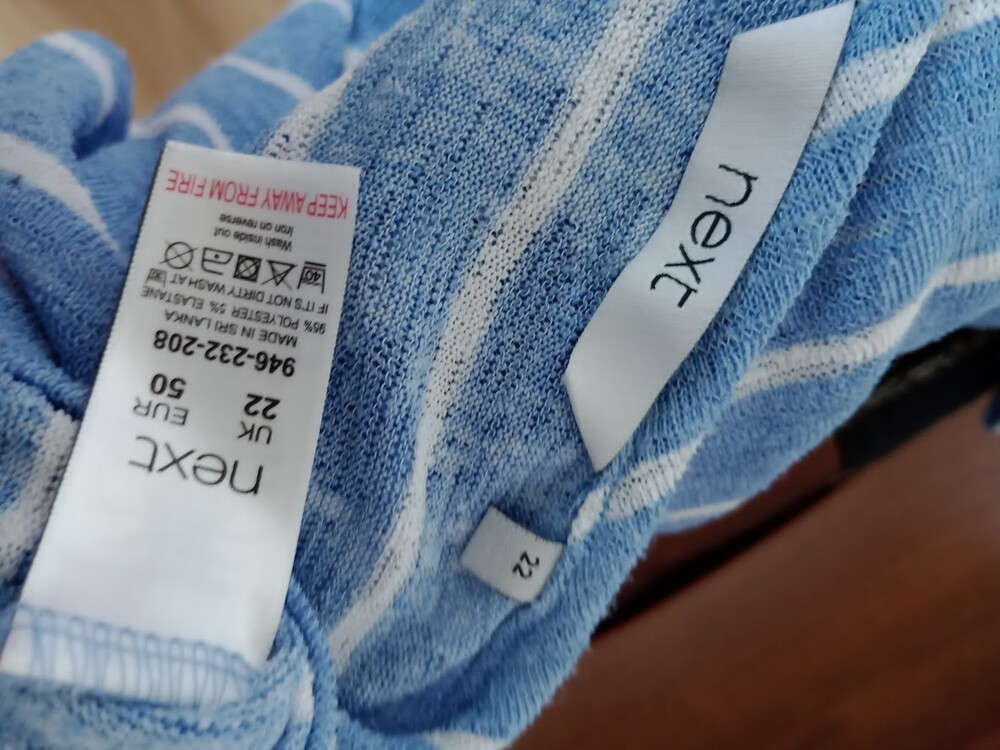 next
UK EUR
22 50
946-232-208
MADE IN SRI LANKA
95% POLYESTER 5% ELASTANE
IF IT'S NOT DIRTY WASH AT 30
40
Wash inside out
Iron on reverse
KEEP AWAY FROM FIRE
next
22